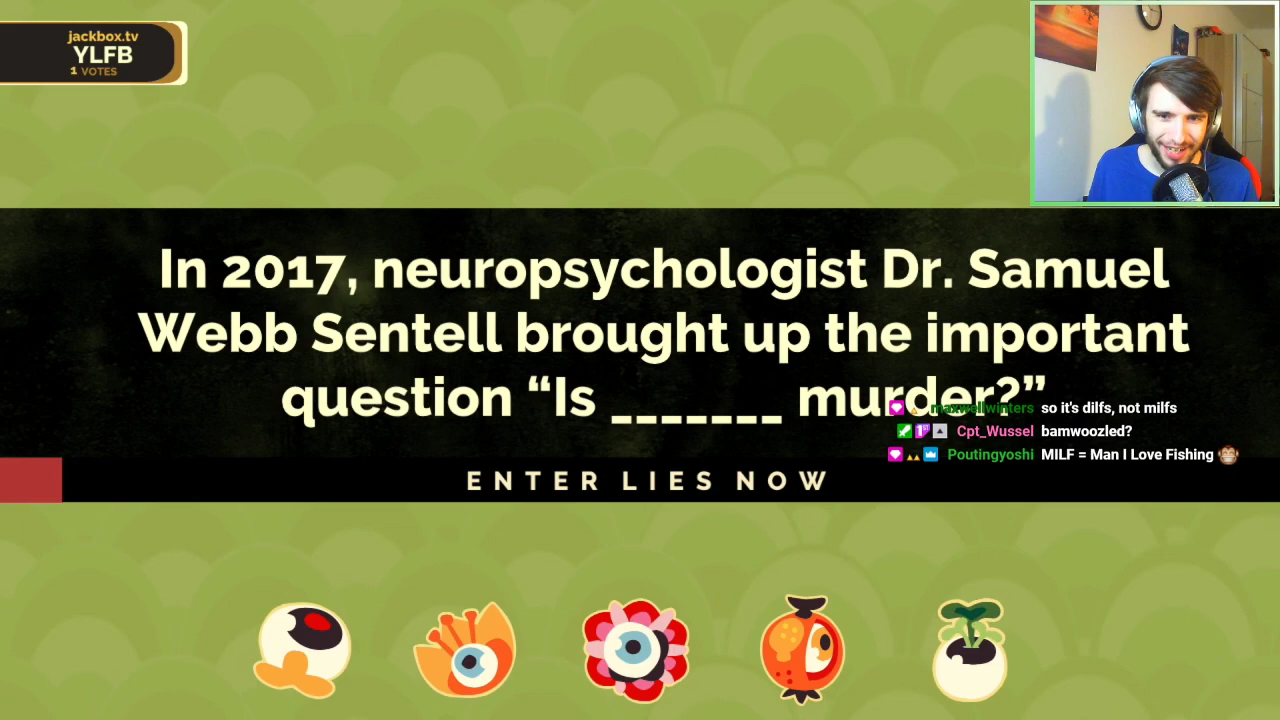 jackbox.tv
YLFB
1 VOTES
In 2017, neuropsychologist Dr. Samuel
Webb Sentell brought up the important
question “Is _______ murder?”
maxwellwinters so it's dilfs, not milfs
Cpt_Wussel bamwoozled?
Poutingyoshi MILF = Man I Love Fishing
ENTER LIES NOW